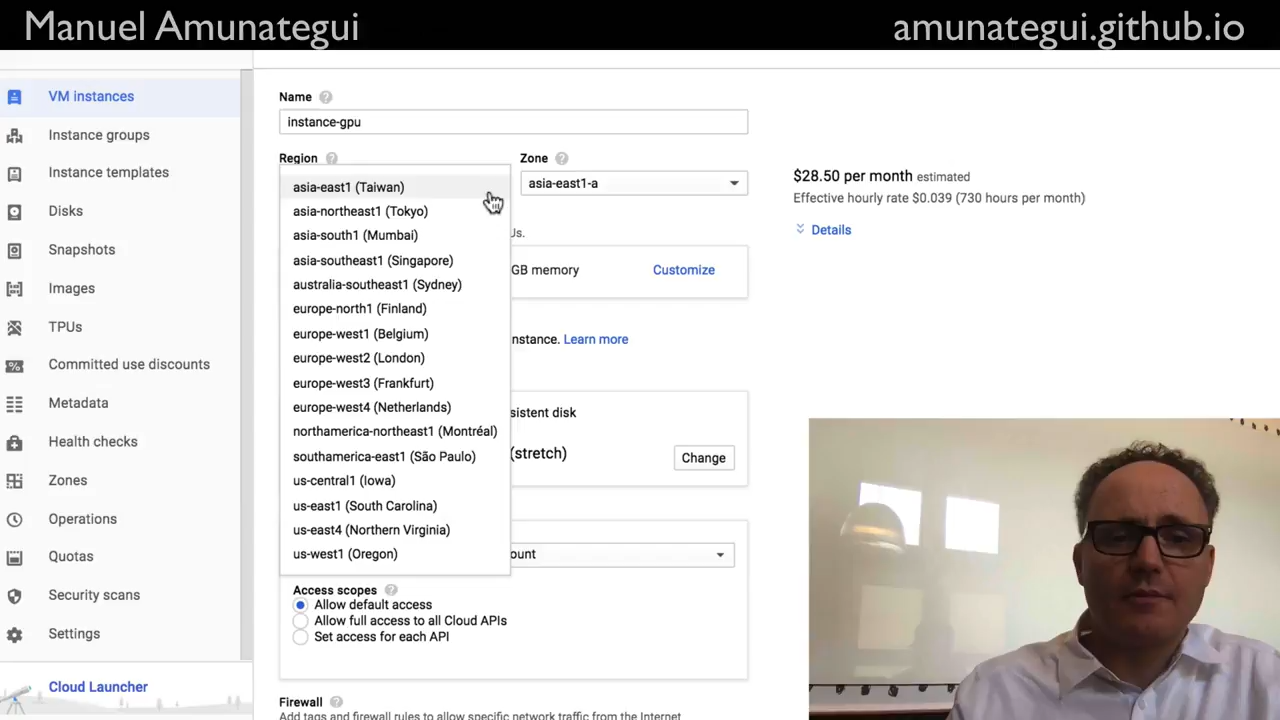 Manuel Amunategui
amunategui.github.io
VM instances
Instance groups
Instance templates
Disks
Snapshots
Images
TPUs
Committed use discounts
Metadata
Health checks
Zones
Operations
Quotas
Security scans
Settings
Cloud Launcher
Name
instance-gpu
Region
asia-east1 (Taiwan)
asia-northeast1 (Tokyo)
asia-south1 (Mumbai)
asia-southeast1 (Singapore)
australia-southeast1 (Sydney)
europe-north1 (Finland)
europe-west1 (Belgium)
europe-west2 (London)
europe-west3 (Frankfurt)
europe-west4 (Netherlands)
northamerica-northeast1 (Montréal)
southamerica-east1 (São Paulo)
us-central1 (Iowa)
us-east1 (South Carolina)
us-east4 (Northern Virginia)
us-west1 (Oregon)
Zone
asia-east1-a
Us.
GB memory
Customize
nstance. Learn more
sistent disk
(stretch)
Change
ount
Access scopes
Allow default access
Allow full access to all Cloud APIs
Set access for each API
Firewall
Add tags and firewall rules to allow specific network traffic from the Internet
$28.50 per month estimated
Effective hourly rate $0.039 (730 hours per month)
Details